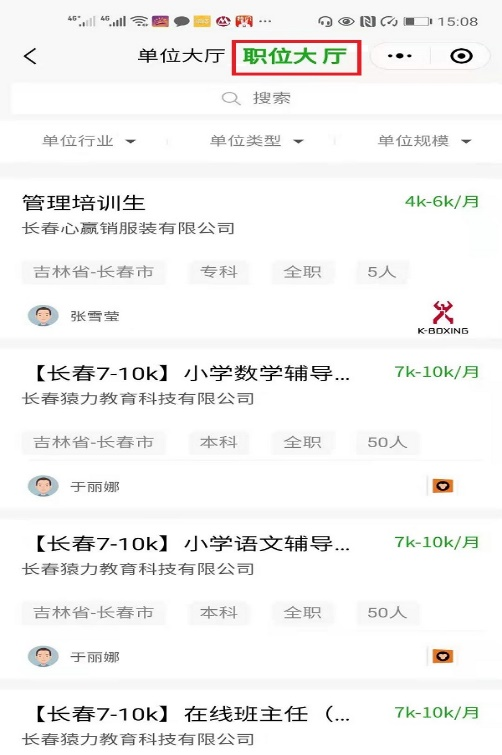 4G 4G 15:08
单位大厅 职位大厅
搜索
单位行业 单位类型 单位规模
管理培训生 4k-6k/月
长春心赢销服装有限公司
吉林省-长春市 专科 全职 5人
张雪莹 K-BOXING
【长春7-10k】小学数学辅导... 7k-10k/月
长春猿力教育科技有限公司
吉林省-长春市 本科 全职 50人
于丽娜
【长春7-10k】小学语文辅导... 7k-10k/月
长春猿力教育科技有限公司
吉林省-长春市 本科 全职 50人
于丽娜
【长春7-10k】在线班主任（... 7k-10k/月
长春猿力教育科技有限公司